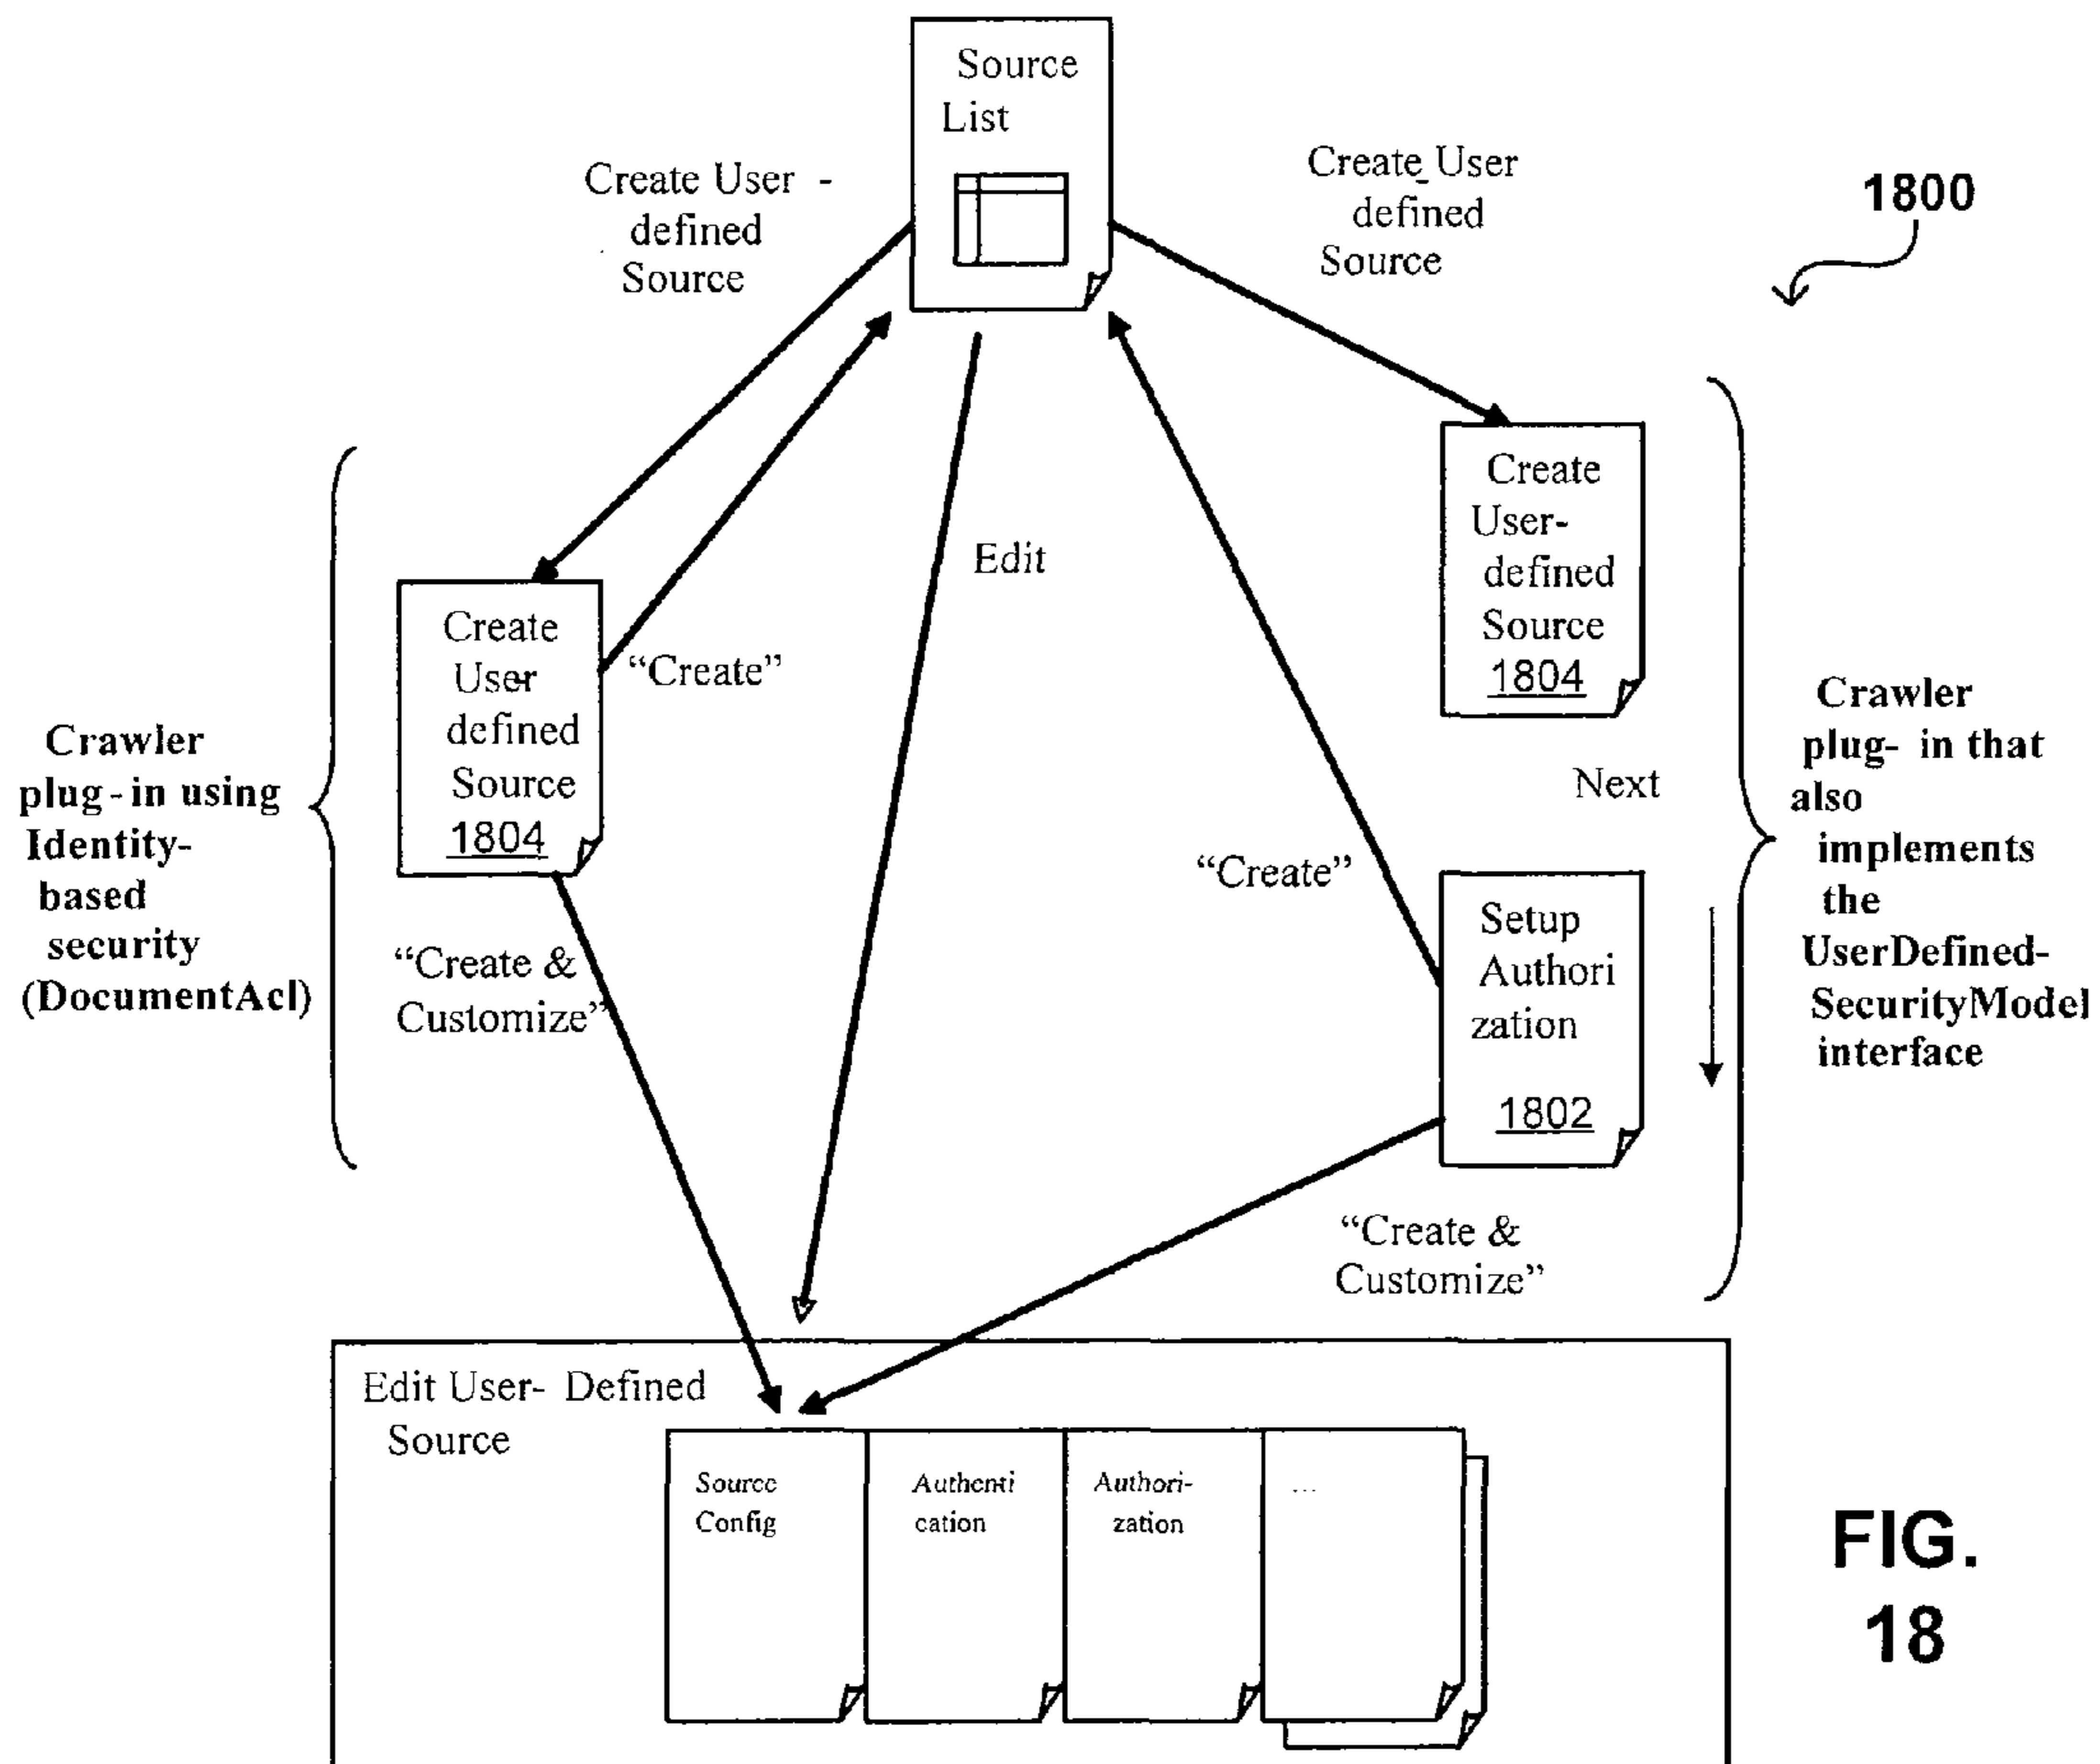 Source
List
Create User -
defined
Source
Create User
-
defined
Source
1800
Create
User-
defined
Source
1804
Create
User
defined
Source
1804
"Create"
Edit
Next
Crawler
plug-in using
Identity-
based
security
(DocumentAcl)
Crawler
plug- in that
also
implements
the
UserDefined-
SecurityModel
interface
"Create"
Setup
Authori
zation
1802
"Create &
Customize"
"Create &
Customize"
Edit User- Defined
Source
Source
Config
Authenti
cation
Authori-
zation
...
FIG.
18